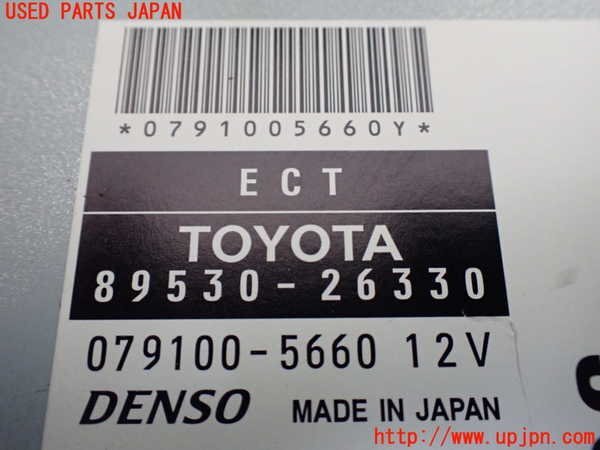 USED PARTS JAPAN
*0791005660Y*
ECT
TOYOTA
89530-26330
079100-5660 12V
DENSO MADE IN JAPAN
http://www.upjpn.com/